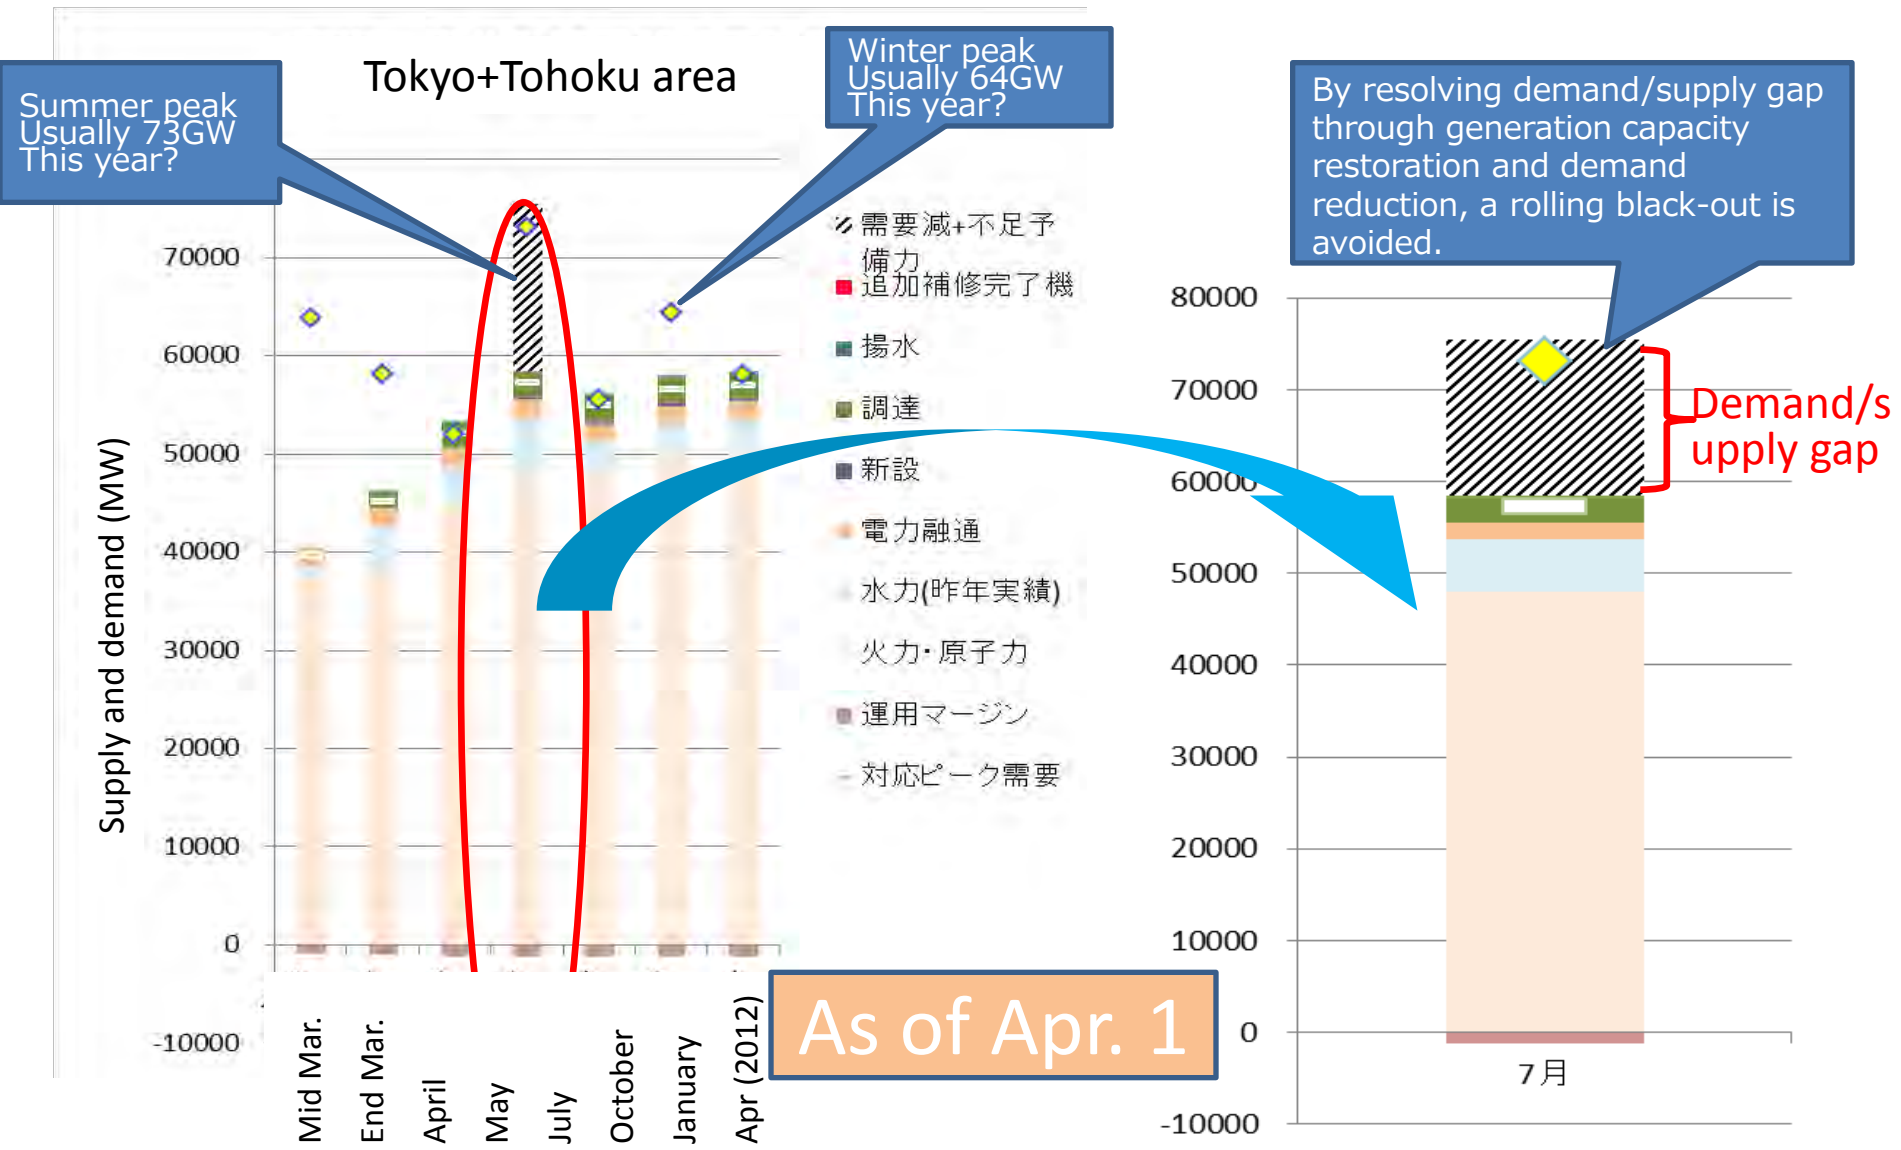 Tokyo+Tohoku area
Summer peak
Usually 73GW
This year?
Winter peak
Usually 64GW
This year?
By resolving demand/supply gap
through generation capacity
restoration and demand
reduction, a rolling black-out is
avoided.
Supply and demand (MW)
70000
60000
50000
40000
30000
20000
10000
0
-10000
Mid Mar.
End Mar.
April
May
July
October
January
Apr (2012)
需要減+不足予
備力
追加補修完了機
揚水
調達
新設
電力融通
水力(昨年実績)
火力・原子力
運用マージン
対応ピーク需要
As of Apr. 1
80000
70000
60000
50000
40000
30000
20000
10000
0
-10000
7月
Demand/s
upply gap